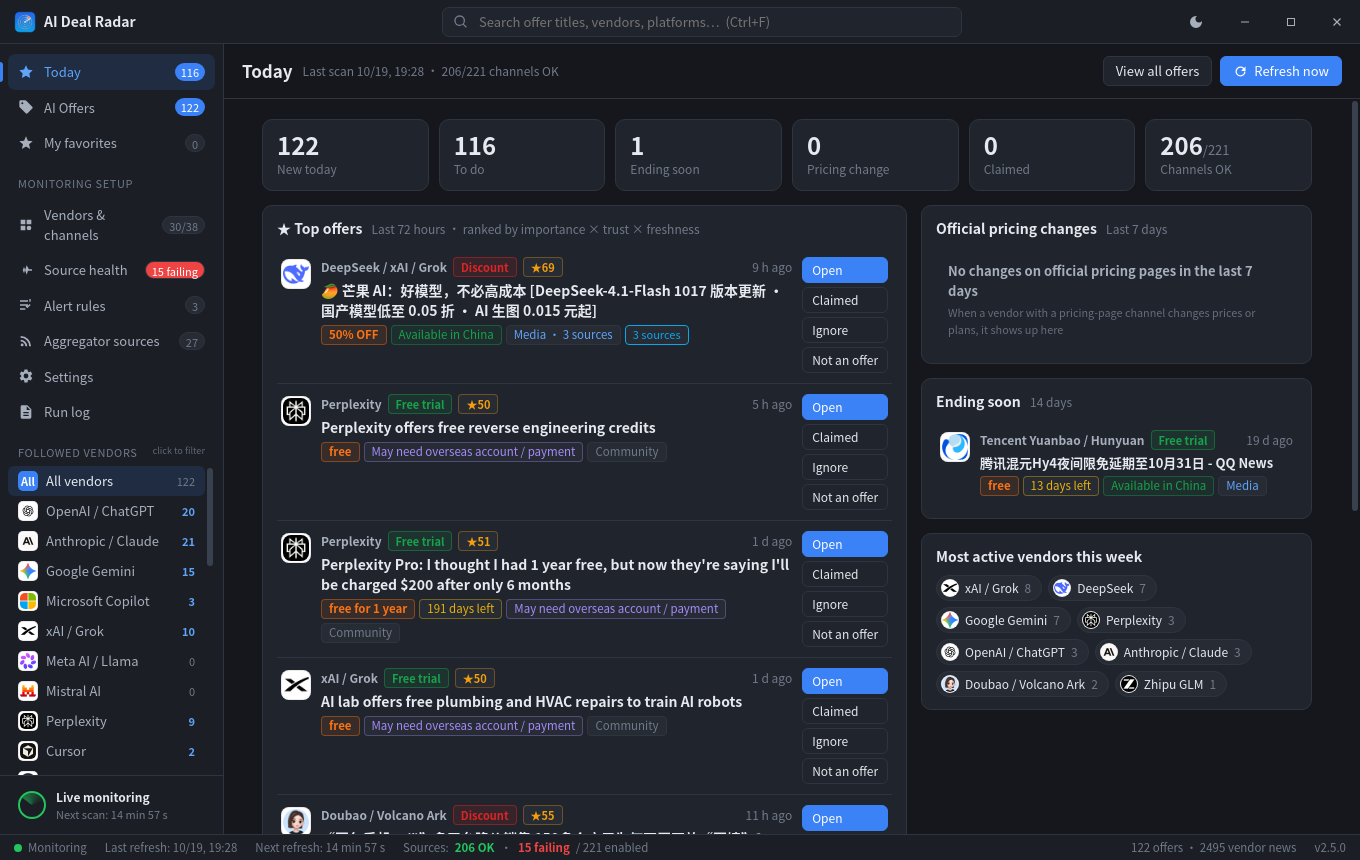 AI Deal Radar
Search offer titles, vendors, platforms… (Ctrl+F)
Today
116
AI Offers
122
My favorites
0
MONITORING SETUP
Vendors &
channels
30/38
Source health
15 failing
Alert rules
3
Aggregator sources
27
Settings
Run log
FOLLOWED VENDORS
click to filter
All
All vendors
122
OpenAI / ChatGPT
20
Anthropic / Claude
21
Google Gemini
15
Microsoft Copilot
3
xAI / Grok
10
Meta AI / Llama
0
Mistral AI
0
Perplexity
9
Cursor
2
Live monitoring
Next scan: 14 min 57 s
Today
Last scan 10/19, 19:28 · 206/221 channels OK
View all offers
Refresh now
122
New today
116
To do
1
Ending soon
0
Pricing change
0
Claimed
206/221
Channels OK
★ Top offers
Last 72 hours · ranked by importance × trust × freshness
DeepSeek / xAI / Grok
Discount
★69
9 h ago
🥭 芒果 AI：好模型，不必高成本 [DeepSeek-4.1-Flash 1017 版本更新 ·
国产模型低至 0.05 折 · AI 生图 0.015 元起]
50% OFF
Available in China
Media · 3 sources
3 sources
Open
Claimed
Ignore
Not an offer
Perplexity
Free trial
★50
5 h ago
Perplexity offers free reverse engineering credits
free
May need overseas account / payment
Community
Open
Claimed
Ignore
Not an offer
Perplexity
Free trial
★51
1 d ago
Perplexity Pro: I thought I had 1 year free, but now they're saying I'll
be charged $200 after only 6 months
free for 1 year
191 days left
May need overseas account / payment
Community
Open
Claimed
Ignore
Not an offer
xAI / Grok
Free trial
★50
1 d ago
AI lab offers free plumbing and HVAC repairs to train AI robots
free
May need overseas account / payment
Community
Open
Claimed
Ignore
Not an offer
Doubao / Volcano Ark
Discount
★55
11 h ago
Open
Official pricing changes
Last 7 days
No changes on official pricing pages in the last 7
days
When a vendor with a pricing-page channel changes prices or
plans, it shows up here
Ending soon
14 days
Tencent Yuanbao / Hunyuan
Free trial
19 d ago
腾讯混元Hy4夜间限免延期至10月31日 - QQ News
free
13 days left
Available in China
Media
Most active vendors this week
xAI / Grok 8
DeepSeek 7
Google Gemini 7
Perplexity 3
OpenAI / ChatGPT 3
Anthropic / Claude 3
Doubao / Volcano Ark 2
Zhipu GLM 1
Monitoring
Last refresh: 10/19, 19:28
Next refresh: 14 min 57 s
Sources: 206 OK · 15 failing / 221 enabled
122 offers · 2495 vendor news
v2.5.0